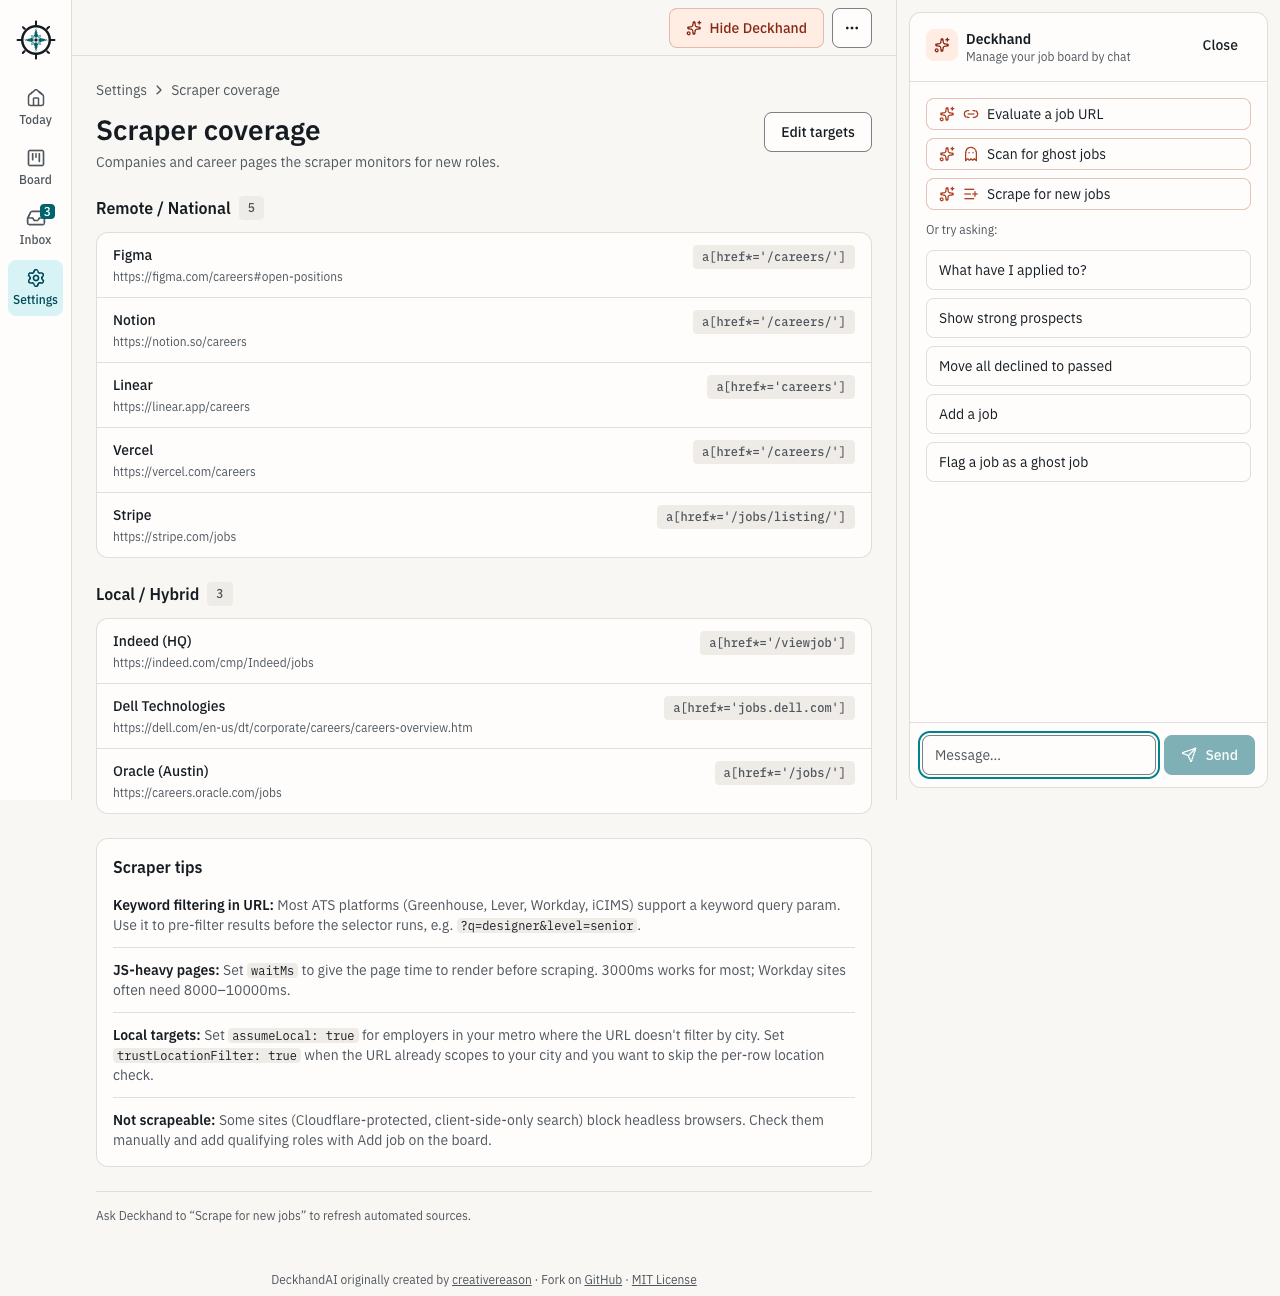 Today
Board
3
Inbox
Settings
Hide Deckhand
...
Settings > Scraper coverage
Scraper coverage
Companies and career pages the scraper monitors for new roles.
Edit targets
Remote / National 5
Figma
https://figma.com/careers#open-positions
a[href*='/careers/']
Notion
https://notion.so/careers
a[href*='/careers/']
Linear
https://linear.app/careers
a[href*='careers']
Vercel
https://vercel.com/careers
a[href*='/careers/']
Stripe
https://stripe.com/jobs
a[href*='/jobs/listing/']
Local / Hybrid 3
Indeed (HQ)
https://indeed.com/cmp/Indeed/jobs
a[href*='/viewjob']
Dell Technologies
https://dell.com/en-us/dt/corporate/careers/careers-overview.htm
a[href*='jobs.dell.com']
Oracle (Austin)
https://careers.oracle.com/jobs
a[href*='/jobs/']
Scraper tips
Keyword filtering in URL: Most ATS platforms (Greenhouse, Lever, Workday, iCIMS) support a keyword query param.
Use it to pre-filter results before the selector runs, e.g. ?q=designer&level=senior.
JS-heavy pages: Set waitMs to give the page time to render before scraping. 3000ms works for most; Workday sites
often need 8000–10000ms.
Local targets: Set assumeLocal: true for employers in your metro where the URL doesn't filter by city. Set
trustLocationFilter: true when the URL already scopes to your city and you want to skip the per-row location
check.
Not scrapeable: Some sites (Cloudflare-protected, client-side-only search) block headless browsers. Check them
manually and add qualifying roles with Add job on the board.
Ask Deckhand to “Scrape for new jobs” to refresh automated sources.
DeckhandAI originally created by creativereason · Fork on GitHub · MIT License
Deckhand
Manage your job board by chat
Close
Evaluate a job URL
Scan for ghost jobs
Scrape for new jobs
Or try asking:
What have I applied to?
Show strong prospects
Move all declined to passed
Add a job
Flag a job as a ghost job
Message...
Send